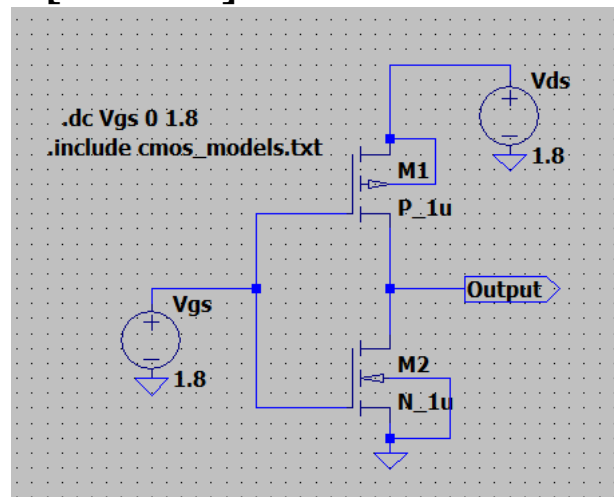 Vds
.dc Vgs 0 1.8
.include cmos_models.txt
1.8
M1
P_1u
Output
Vgs
M2
1.8
N_1u